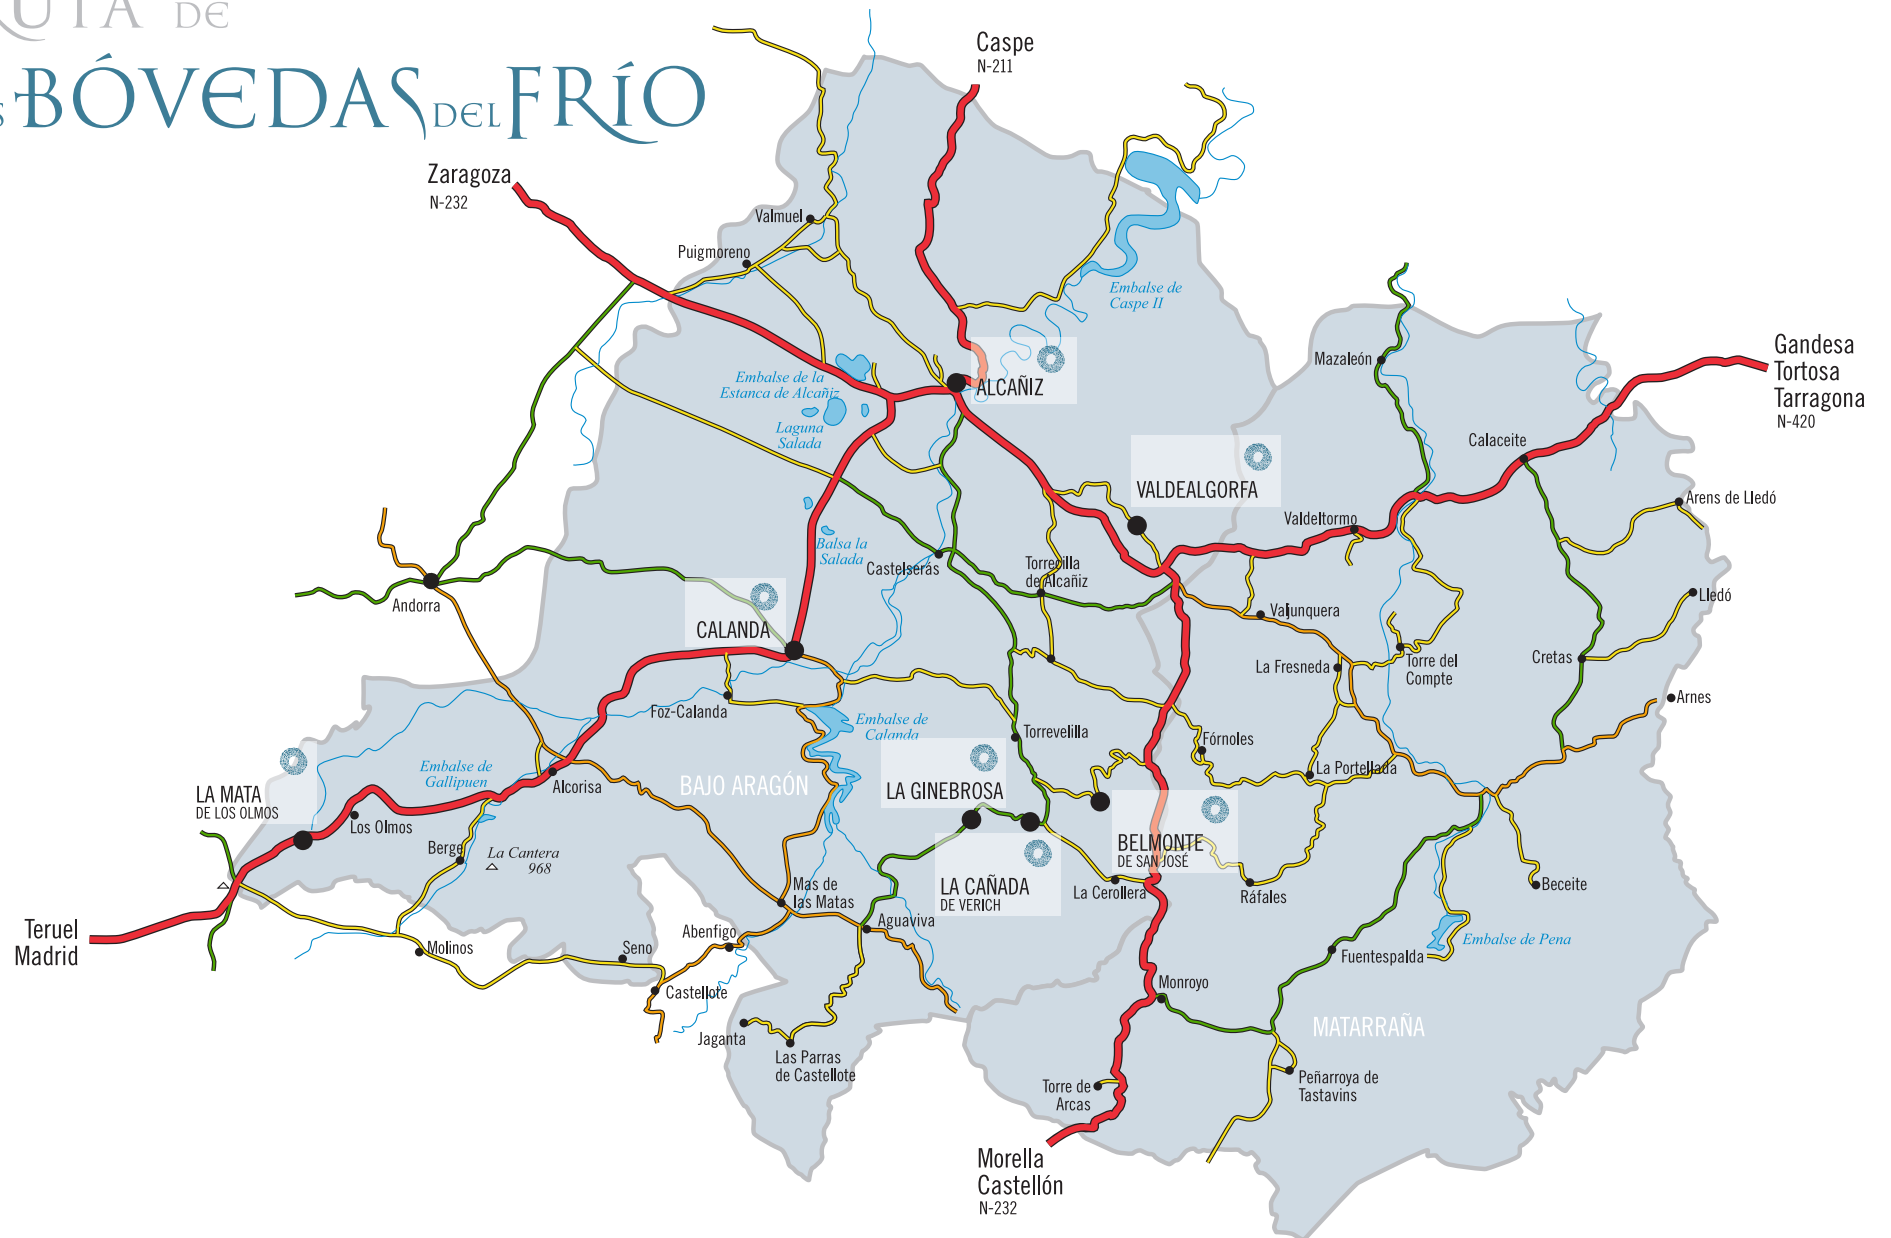 RUTA DE
S BÓVEDAS DEL FRÍO
Caspe
N-211
Zaragoza
N-232
Valmuel
Puigmoreno
Embalse de
Caspe II
Gandesa
Tortosa
Tarragona
N-420
Mazaleón
Embalse de la
Estanca de Alcañiz
ALCAÑIZ
Laguna
Salada
Calaceite
VALDEALGORFA
Arens de Lledó
Valdeltormo
Balsa la
Salada
Castelserás
Torrecilla
de Alcañiz
Andorra
Valjunquera
Lledó
CALANDA
La Fresneda
Torre del
Compte
Cretas
Arnes
Foz-Calanda
Embalse de
Calanda
Torrevelilla
Fórnoles
La Portellada
Embalse de
Gallipuen
Alcorisa
BAJO ARAGÓN
LA GINEBROSA
LA MATA
DE LOS OLMOS
Los Olmos
Berge
La Cantera
968
BELMONTE
DE SAN JOSÉ
LA CAÑADA
DE VERICH
La Cerollera
Ráfales
Beceite
Mas de
las Matas
Aguaviva
Teruel
Madrid
Abenfigo
Seno
Molinos
Castellote
Embalse de Pena
Fuentespalda
Monroyo
MATARRAÑA
Jaganta
Las Parras
de Castellote
Torre de
Arcas
Peñarroya de
Tastavins
Morella
Castellón
N-232